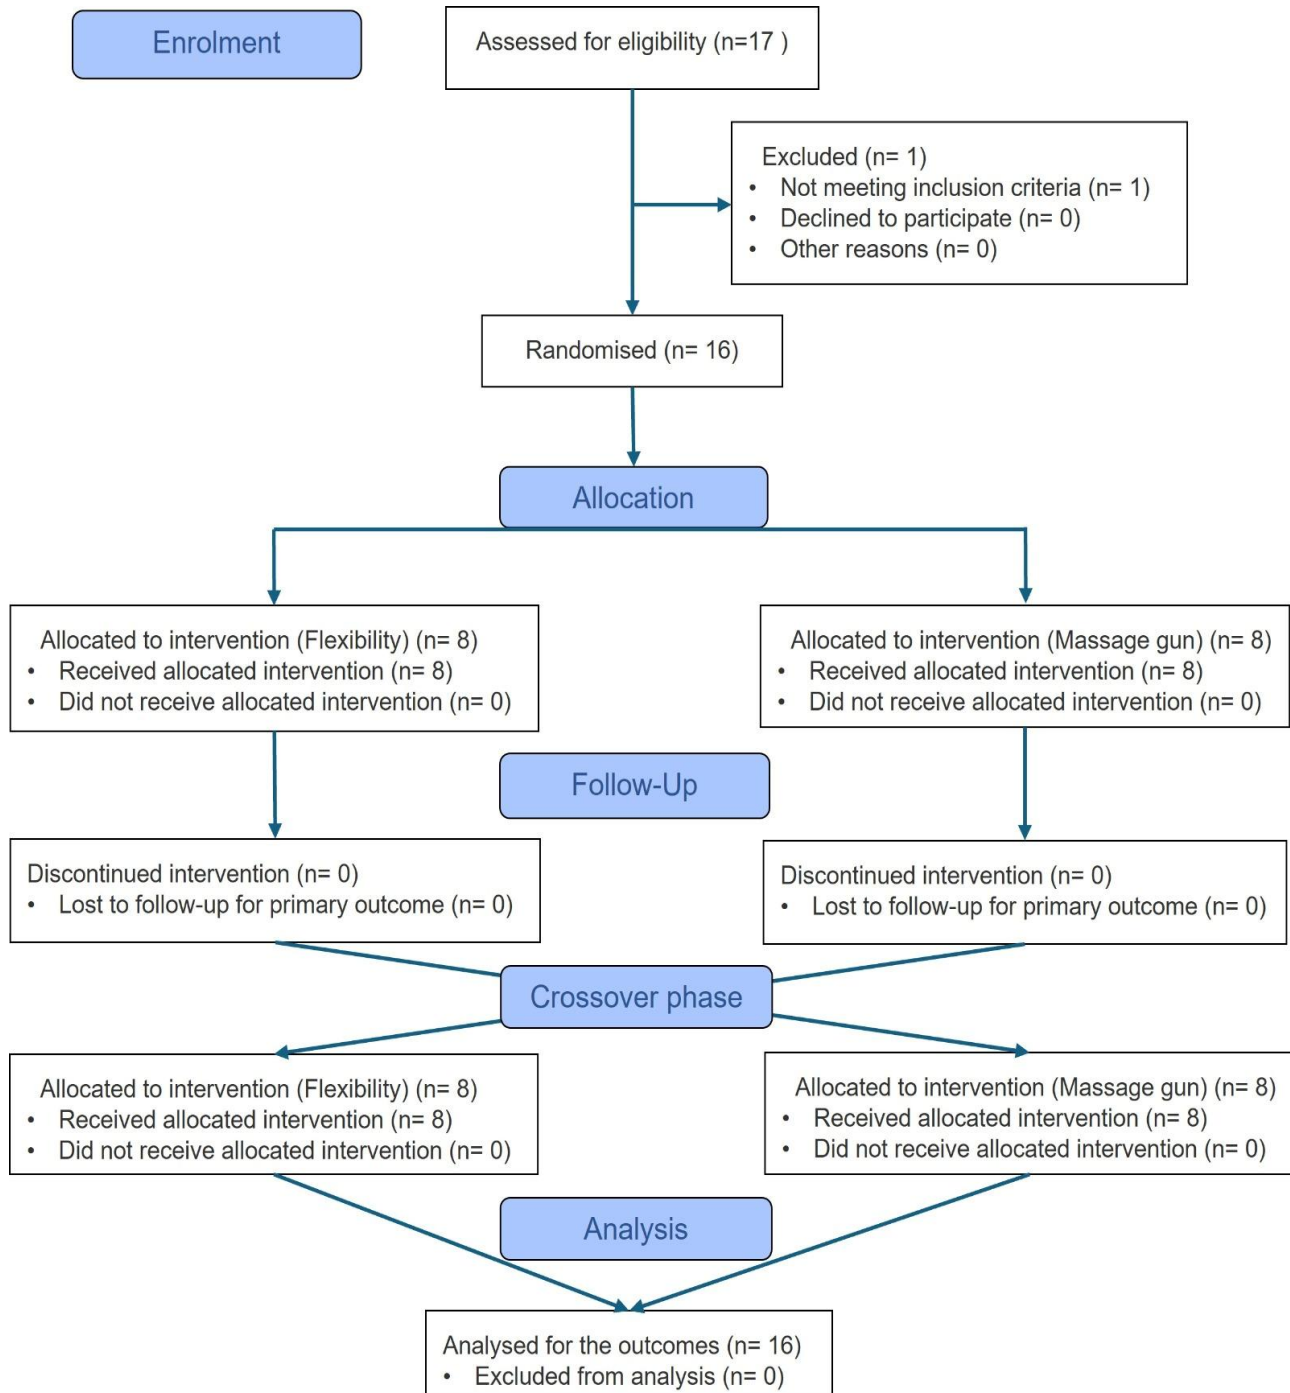 Enrolment
Assessed for eligibility (n=17 )
Excluded (n= 1)
• Not meeting inclusion criteria (n= 1)
• Declined to participate (n= 0)
• Other reasons (n= 0)
Randomised (n= 16)
Allocation
Allocated to intervention (Flexibility) (n= 8)
• Received allocated intervention (n= 8)
• Did not receive allocated intervention (n= 0)
Allocated to intervention (Massage gun) (n= 8)
• Received allocated intervention (n= 8)
• Did not receive allocated intervention (n= 0)
Follow-Up
Discontinued intervention (n= 0)
• Lost to follow-up for primary outcome (n= 0)
Discontinued intervention (n= 0)
• Lost to follow-up for primary outcome (n= 0)
Crossover phase
Allocated to intervention (Flexibility) (n= 8)
• Received allocated intervention (n= 8)
• Did not receive allocated intervention (n= 0)
Allocated to intervention (Massage gun) (n= 8)
• Received allocated intervention (n= 8)
• Did not receive allocated intervention (n= 0)
Analysis
Analysed for the outcomes (n= 16)
• Excluded from analysis (n= 0)